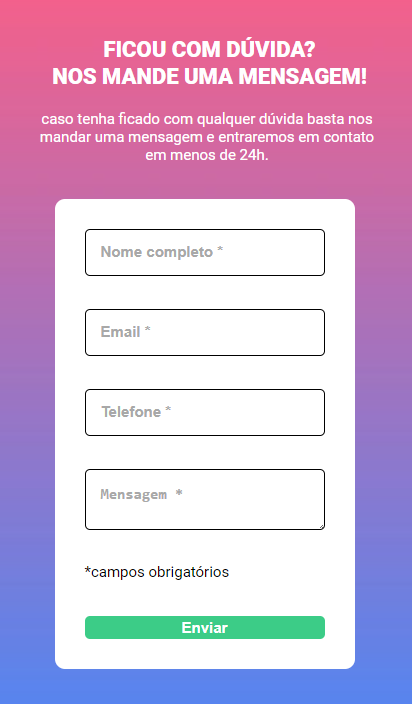 FICOU COM DÚVIDA?
NOS MANDE UMA MENSAGEM!
caso tenha ficado com qualquer dúvida basta nos
mandar uma mensagem e entraremos em contato
em menos de 24h.
Nome completo *
Email *
Telefone *
Mensagem *
*campos obrigatórios
Enviar